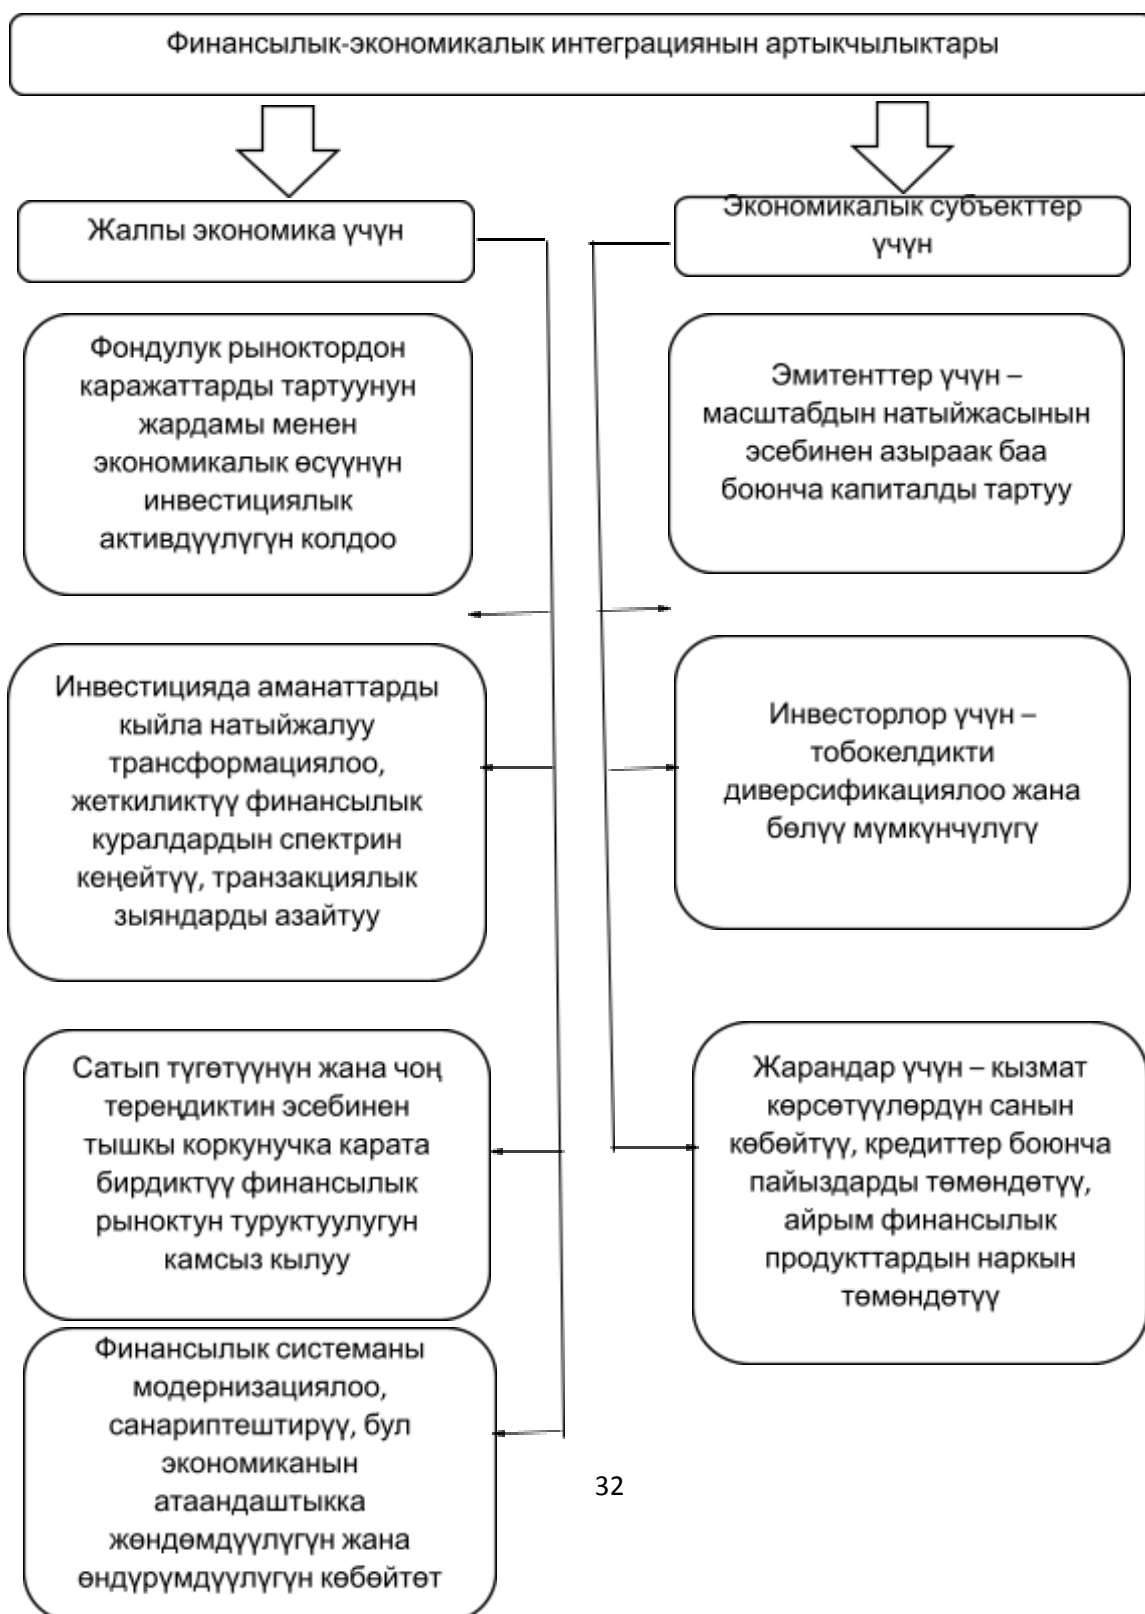 Финансылык-экономикалык интеграциянын артыкчылыктары
Жалпы экономика үчүн
Фондулук рыноктордон
каражаттарды тартуунун
жардамы менен
экономикалык өсүүнүн
инвестициялык
активдүүлүгүн колдоо
Инвестицияда аманаттарды
кыйла натыйжалуу
трансформациялоо,
жеткиликтүү финансылык
куралдардын спектрин
кеңейтүү, транзакциялык
зыяндарды азайтуу
Сатып түгөтүүнүн жана чоң
тереңдиктин эсебинен
тышкы коркунучка карата
бирдиктүү финансылык
рыноктун туруктуулугун
камсыз кылуу
Финансылык системаны
модернизациялоо,
санариптештирүү, бул
экономиканын
атаандаштыкка
жөндөмдүүлүгүн жана
өндүрүмдүүлүгүн көбөйтөт
Экономикалык субъекттер
үчүн
Эмитенттер үчүн –
масштабдын натыйжасынын
эсебинен азыраак баа
боюнча капиталды тартуу
Инвесторлор үчүн –
тобокелдикти
диверсификациялоо жана
бөлүү мүмкүнчүлүгү
Жарандар үчүн – кызмат
көрсөтүүлөрдүн санын
көбөйтүү, кредиттер боюнча
пайыздарды төмөндөтүү,
айрым финансылык
продукттардын наркын
төмөндөтүү
32